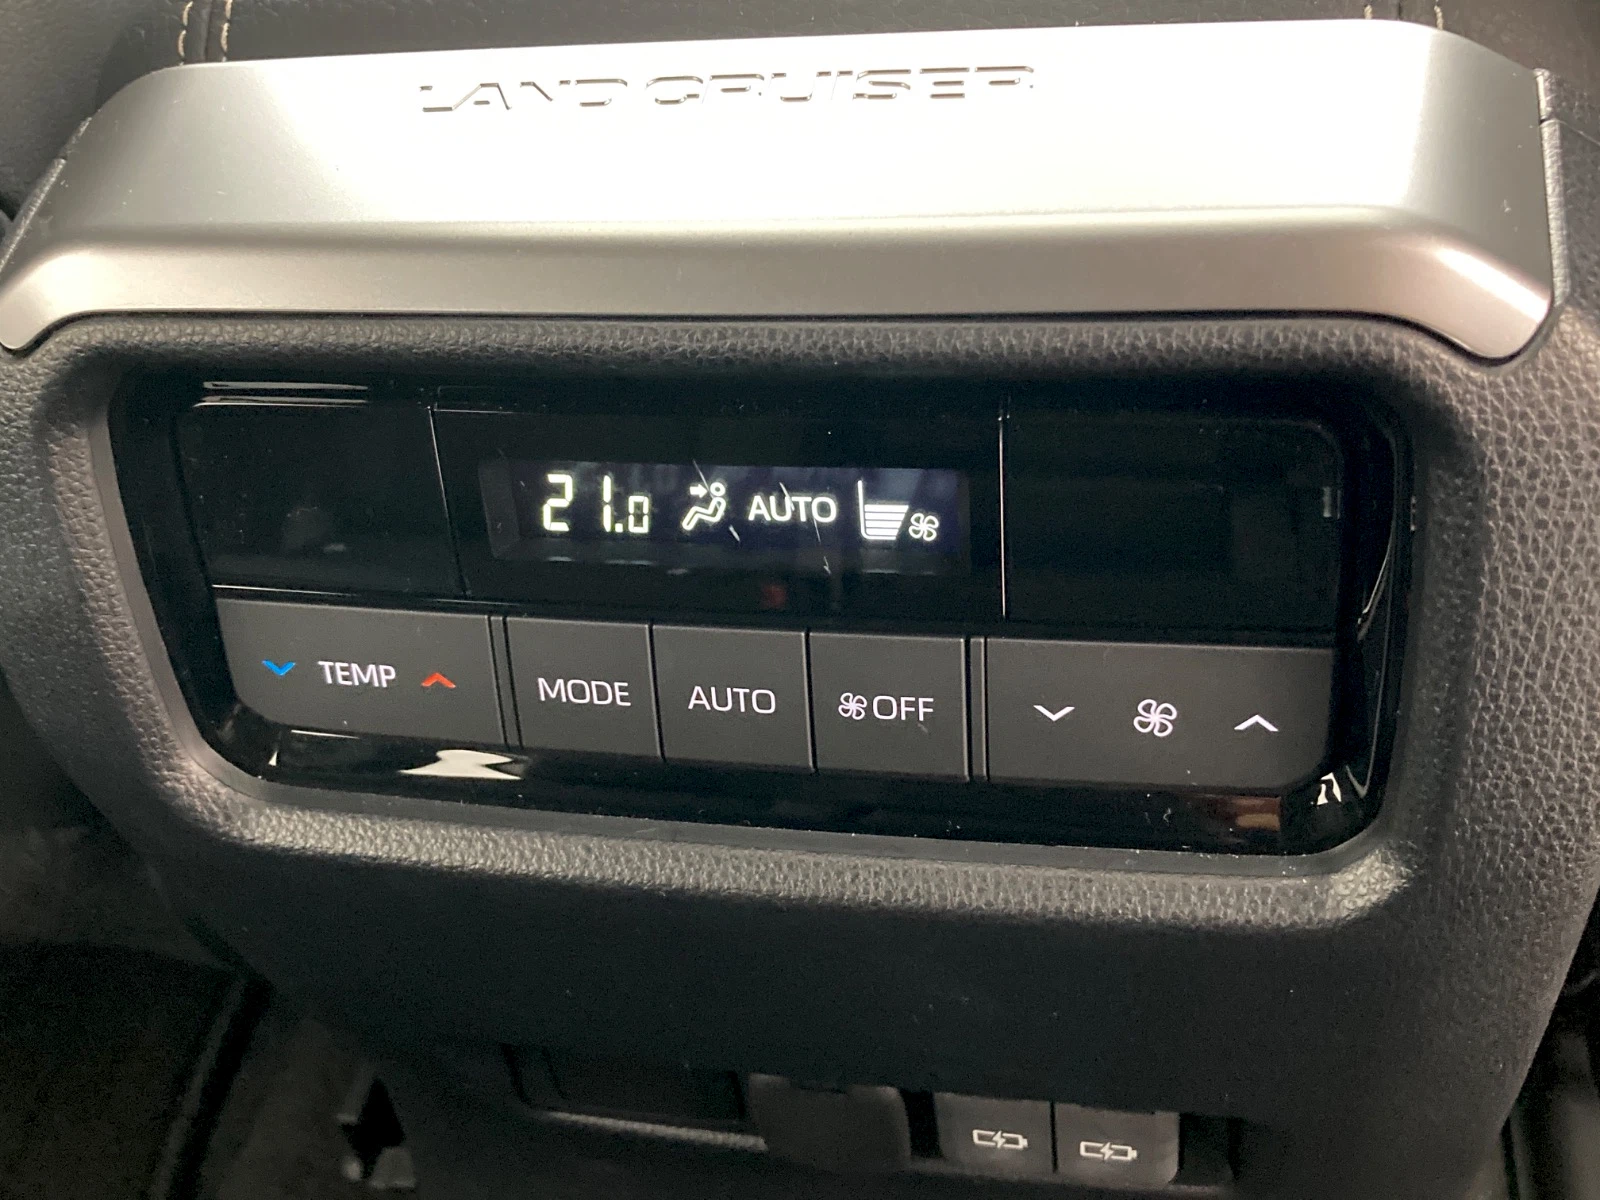 LAND CRUISER
21.0 AUTO
TEMP MODE AUTO OFF